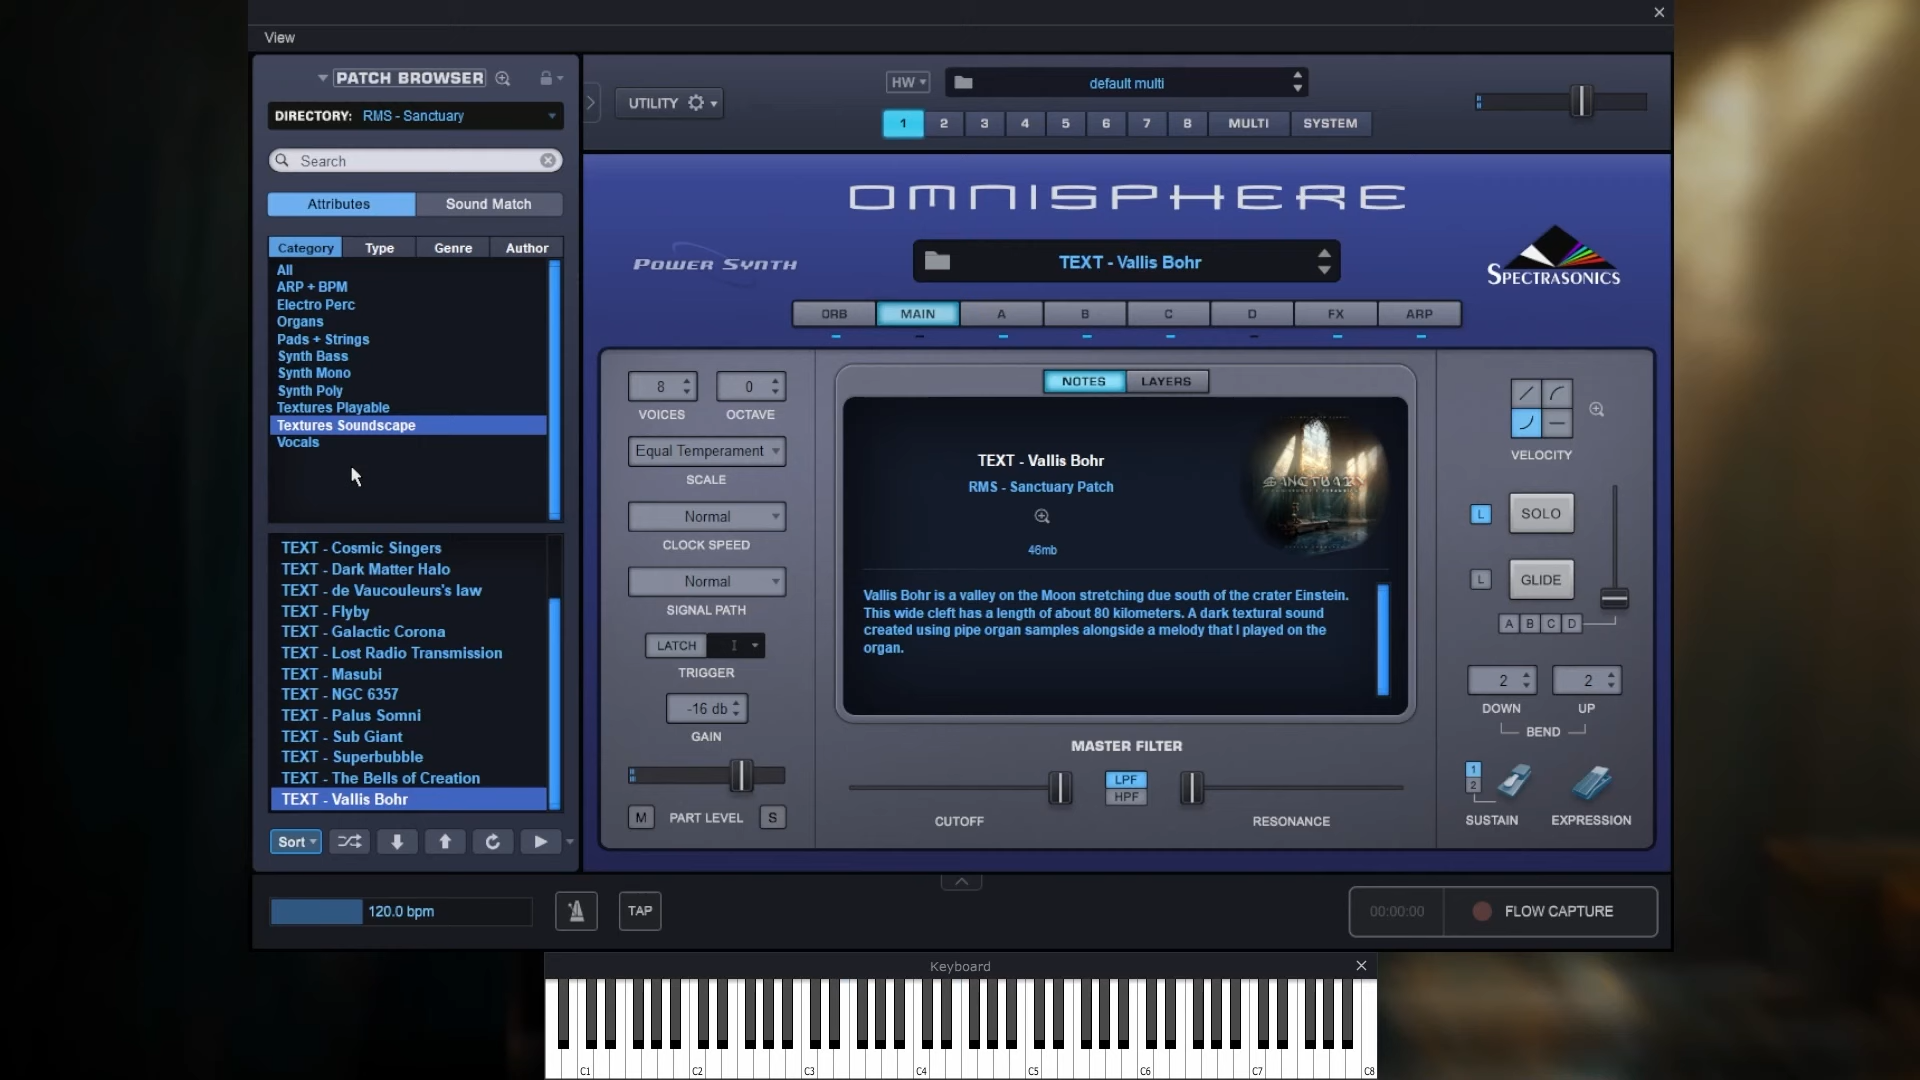 View
PATCH BROWSER
DIRECTORY: RMS - Sanctuary
Search
Attributes Sound Match
Category Type Genre Author
All
ARP + BPM
Electro Perc
Organs
Pads + Strings
Synth Bass
Synth Mono
Synth Poly
Textures Playable
Textures Soundscape
Vocals
TEXT - Cosmic Singers
TEXT - Dark Matter Halo
TEXT - de Vaucouleurs's law
TEXT - Flyby
TEXT - Galactic Corona
TEXT - Lost Radio Transmission
TEXT - Masubi
TEXT - NGC 6357
TEXT - Palus Somni
TEXT - Sub Giant
TEXT - Superbubble
TEXT - The Bells of Creation
TEXT - Vallis Bohr
Sort
UTILITY
HW
default multi
1 2 3 4 5 6 7 8 MULTI SYSTEM
OMNISPHERE
POWER SYNTH
TEXT - Vallis Bohr
SPECTRASONICS
ORB MAIN A B C D FX ARP
8 0
VOICES OCTAVE
Equal Temperament
SCALE
Normal
CLOCK SPEED
Normal
SIGNAL PATH
LATCH
TRIGGER
-16 db
GAIN
M PART LEVEL S
NOTES LAYERS
TEXT - Vallis Bohr
RMS - Sanctuary Patch
46mb
SANCTUARY
Vallis Bohr is a valley on the Moon stretching due south of the crater Einstein.
This wide cleft has a length of about 80 kilometers. A dark textural sound
created using pipe organ samples alongside a melody that I played on the
organ.
MASTER FILTER
LPF
HPF
CUTOFF
RESONANCE
VELOCITY
L SOLO
L GLIDE
A B C D
2 2
DOWN UP
BEND
1
2
SUSTAIN EXPRESSION
120.0 bpm
TAP
00:00:00 FLOW CAPTURE
Keyboard
C1 C2 C3 C4 C5 C6 C7 C8